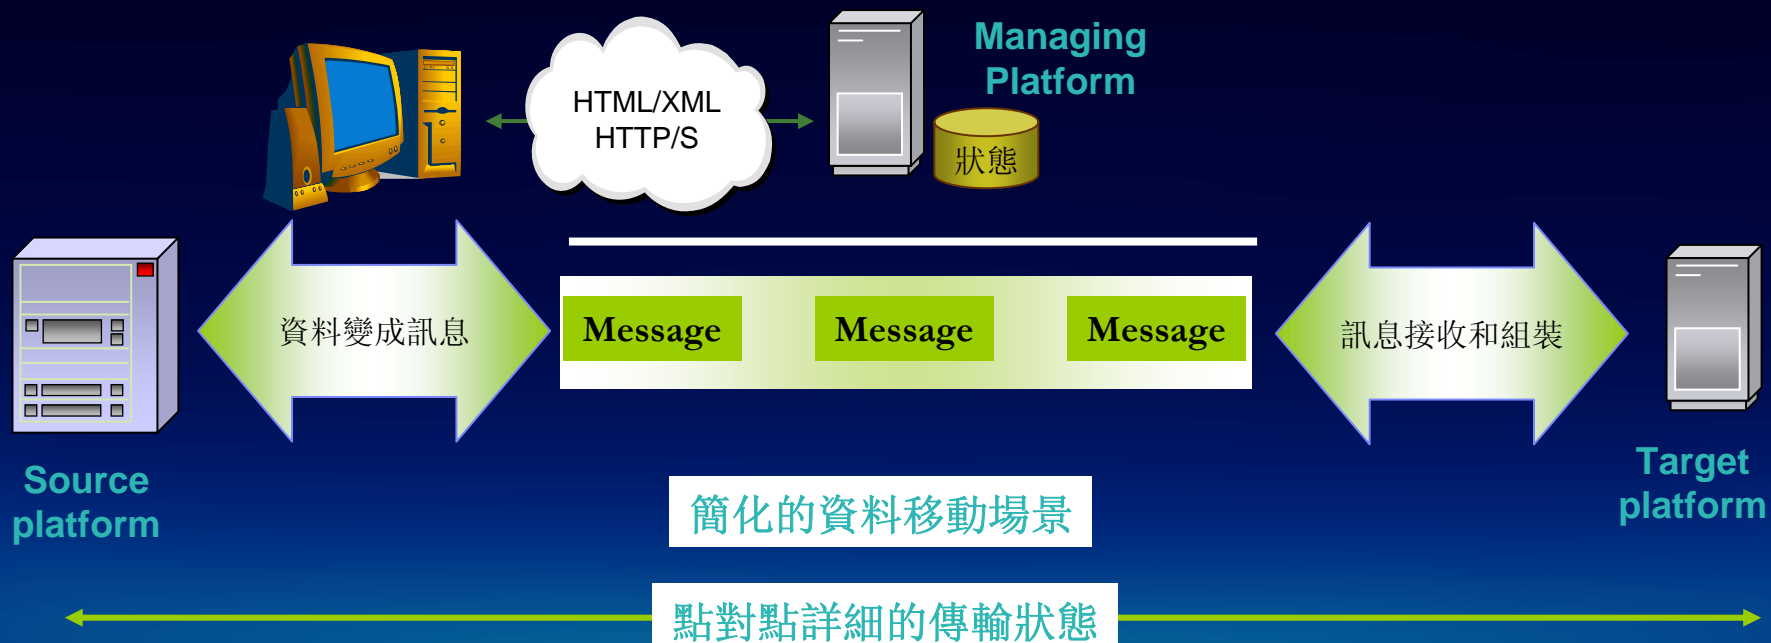 HTML/XML
HTTP/S
Managing
Platform
狀態
資料變成訊息
Message
Message
Message
訊息接收和組裝
Source
platform
Target
platform
簡化的資料移動場景
點對點詳細的傳輸狀態